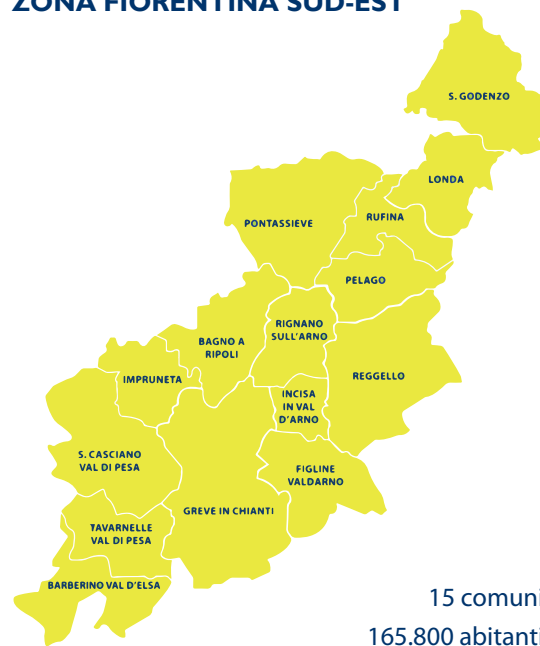 ZONA FIORENTINA SUD-EST
S. GODENZO
LONDA
RUFINA
PONTASSIEVE
PELAGO
RIGNANO
SULL'ARNO
BAGNO A
RIPOLI
REGGELLO
IMPRUNETA
INCISA
IN VAL
D'ARNO
S. CASCIANO
VAL DI PESA
FIGLINE
VALDARNO
GREVE IN CHIANTI
TAVARNELLE
VAL DI PESA
BARBERINO VAL D'ELSA
15 comuni
165.800 abitanti